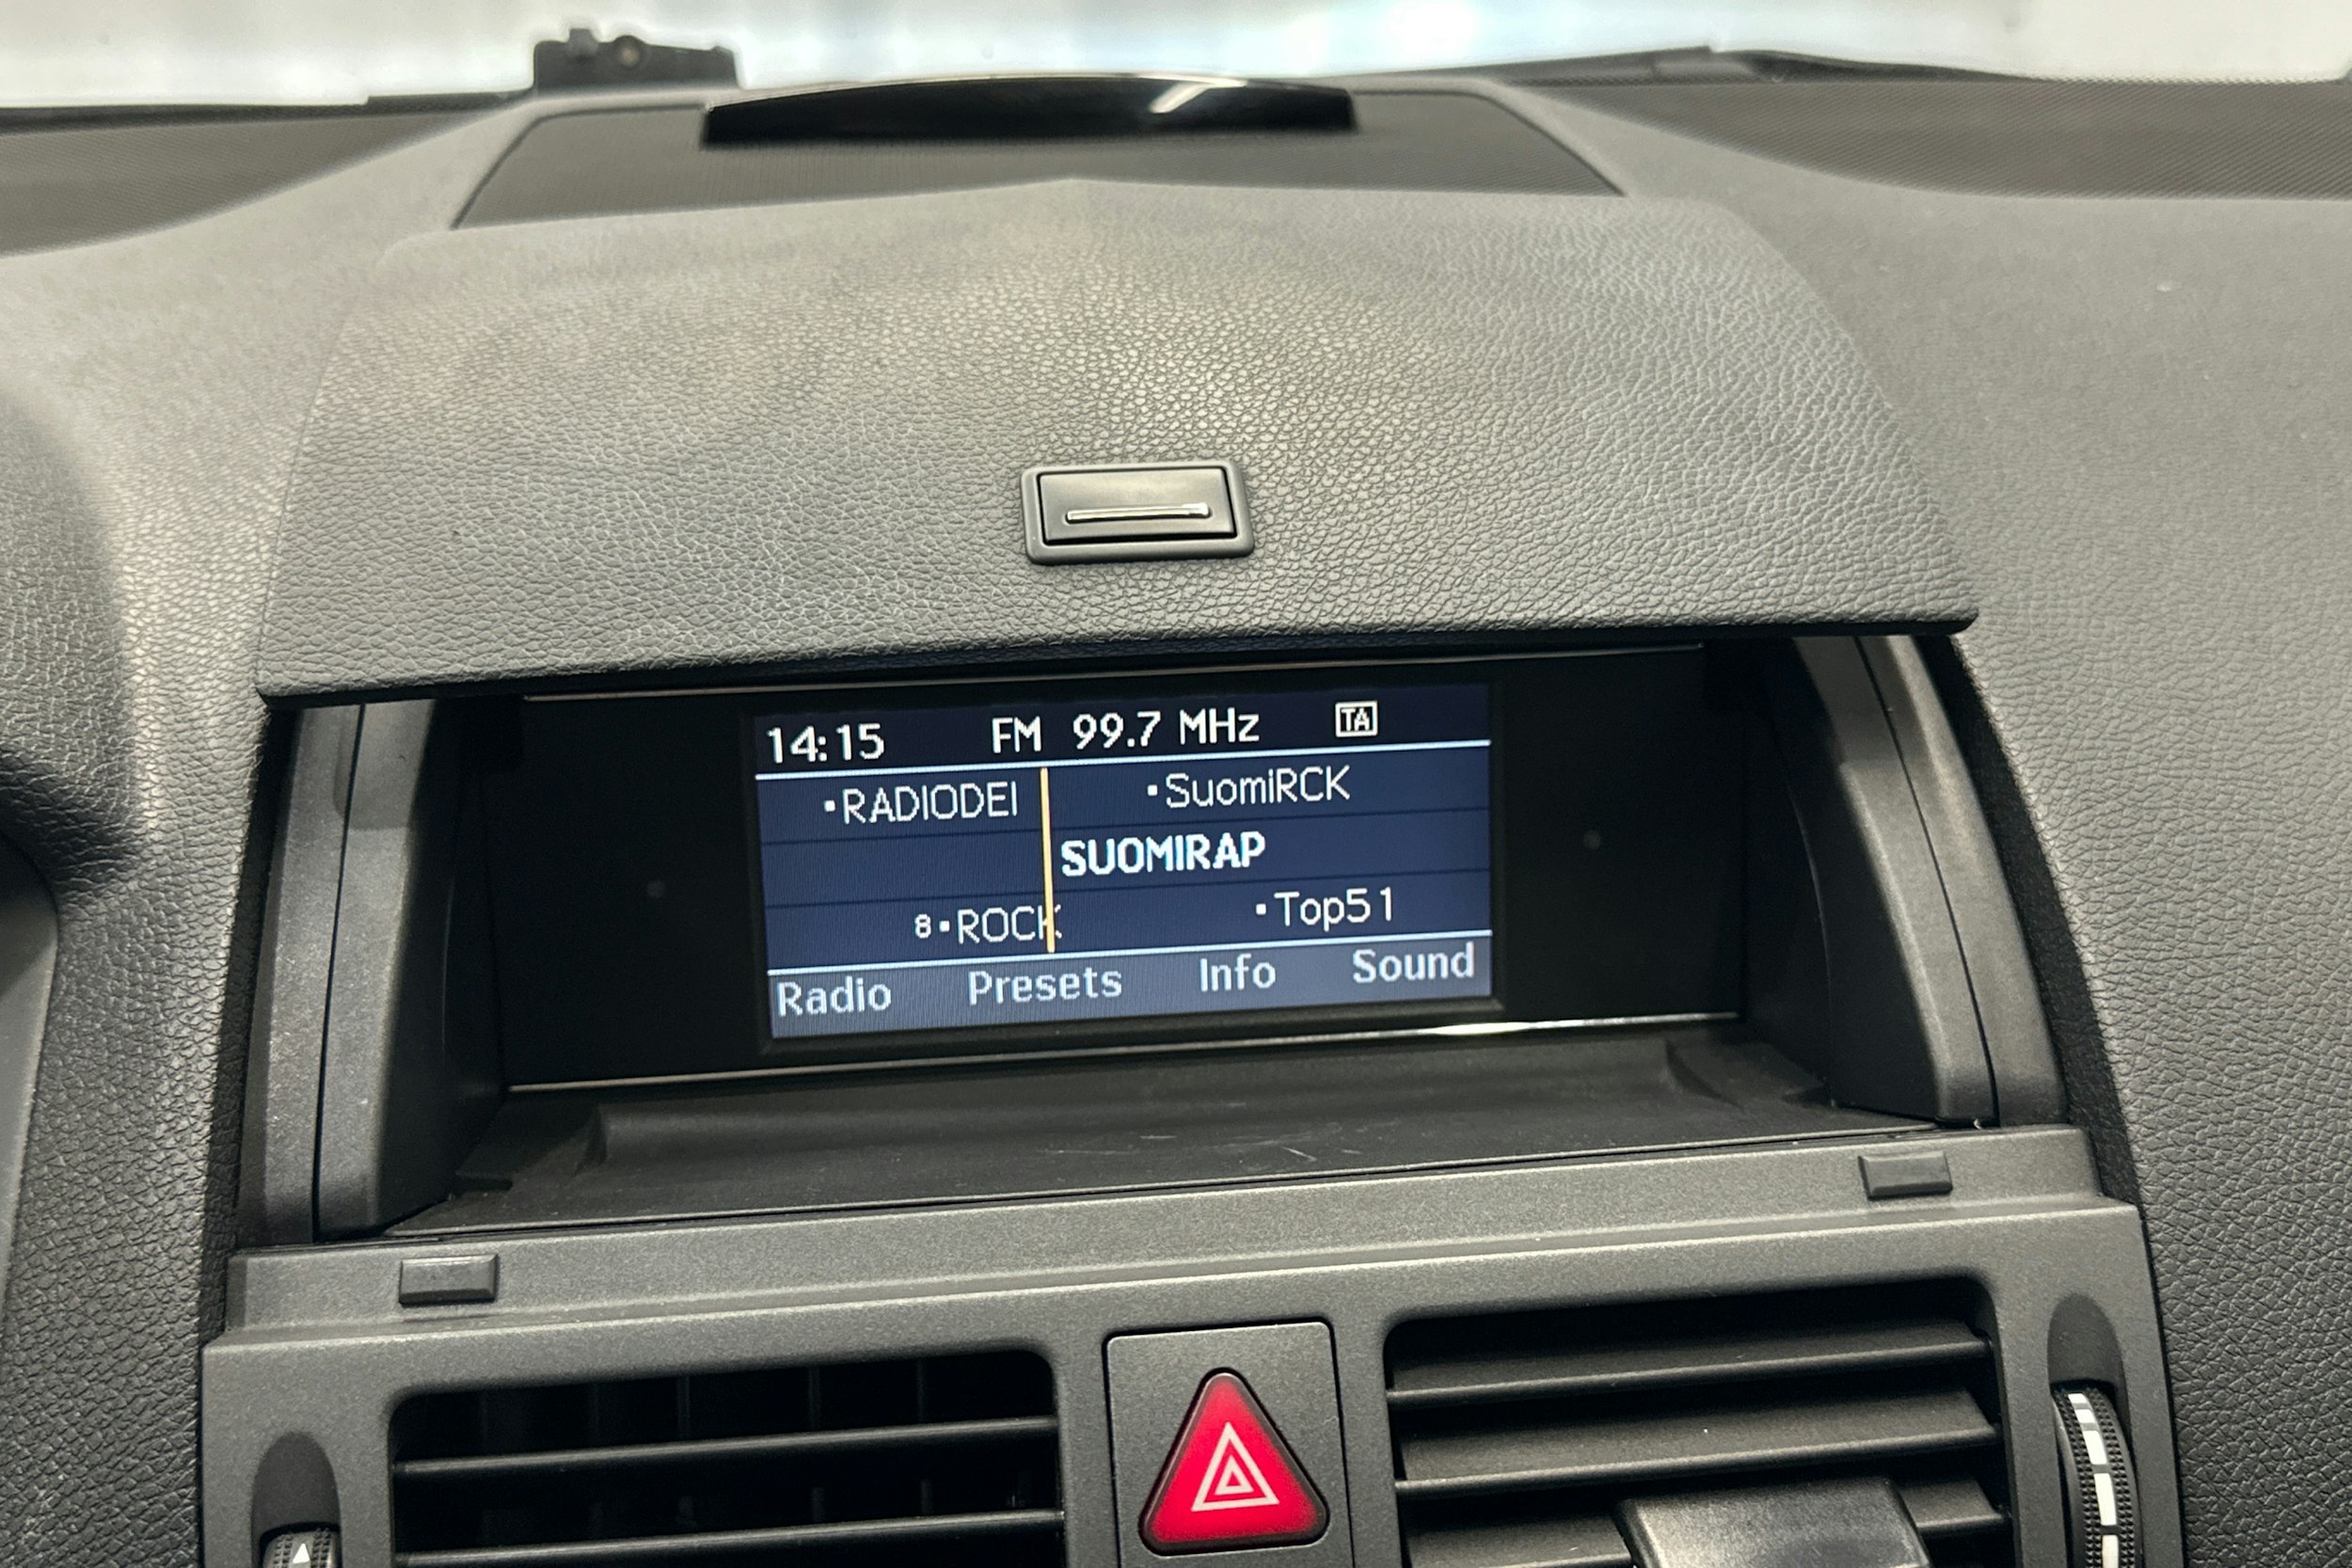 14:15 FM 99.7 MHz TA
•RADIODEI •SuomiRCK
SUOMIRAP
8•ROCK •Top51
Radio Presets Info Sound